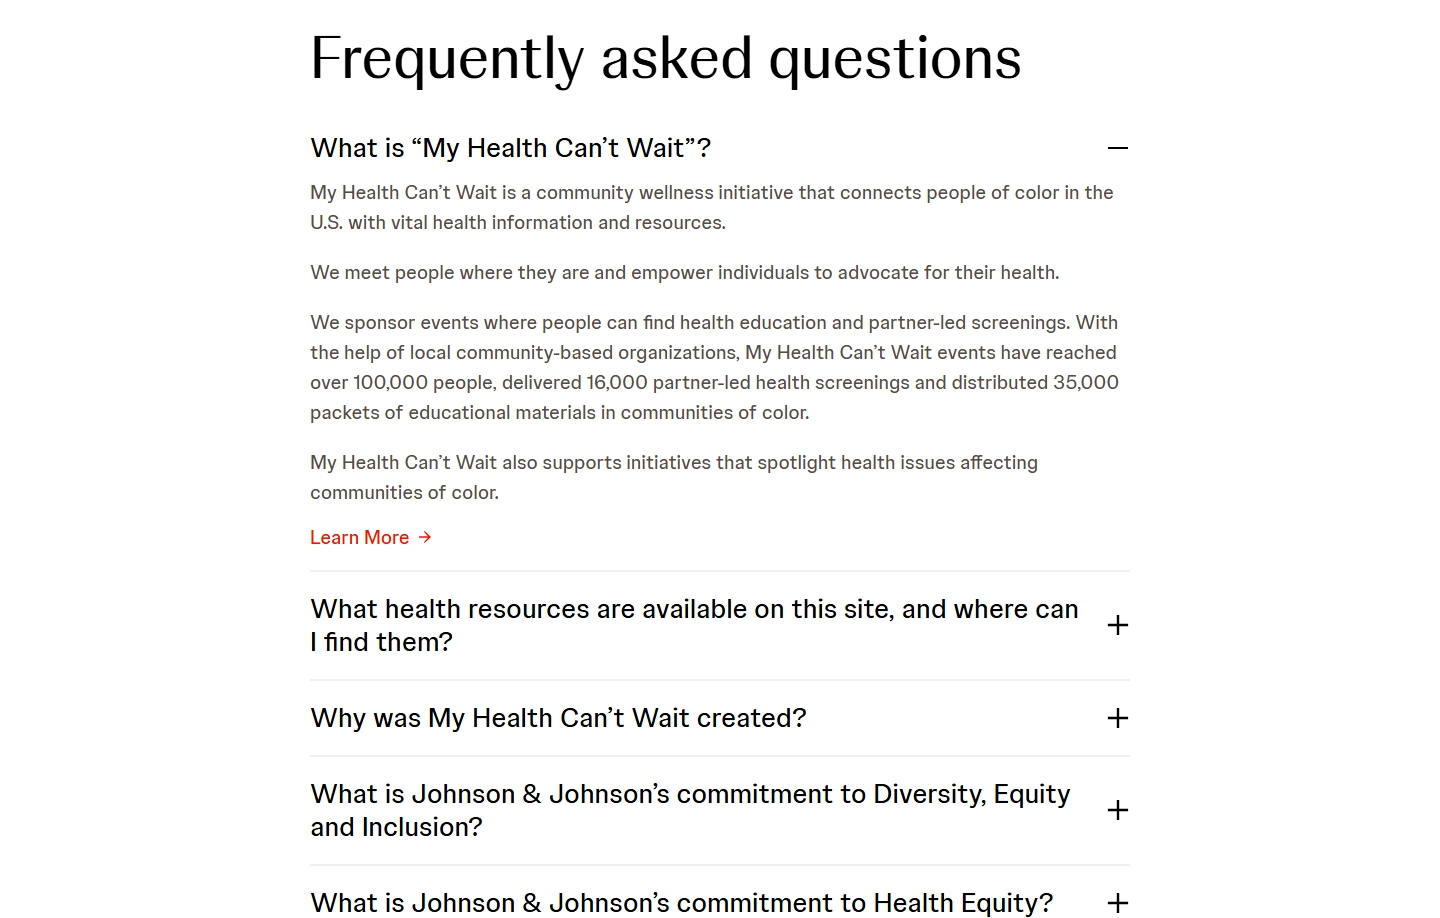 Frequently asked questions
What is “My Health Can’t Wait”?
My Health Can’t Wait is a community wellness initiative that connects people of color in the
U.S. with vital health information and resources.
We meet people where they are and empower individuals to advocate for their health.
We sponsor events where people can find health education and partner-led screenings. With
the help of local community-based organizations, My Health Can’t Wait events have reached
over 100,000 people, delivered 16,000 partner-led health screenings and distributed 35,000
packets of educational materials in communities of color.
My Health Can’t Wait also supports initiatives that spotlight health issues affecting
communities of color.
Learn More →
What health resources are available on this site, and where can
I find them?
Why was My Health Can’t Wait created?
What is Johnson & Johnson’s commitment to Diversity, Equity
and Inclusion?
What is Johnson & Johnson’s commitment to Health Equity?